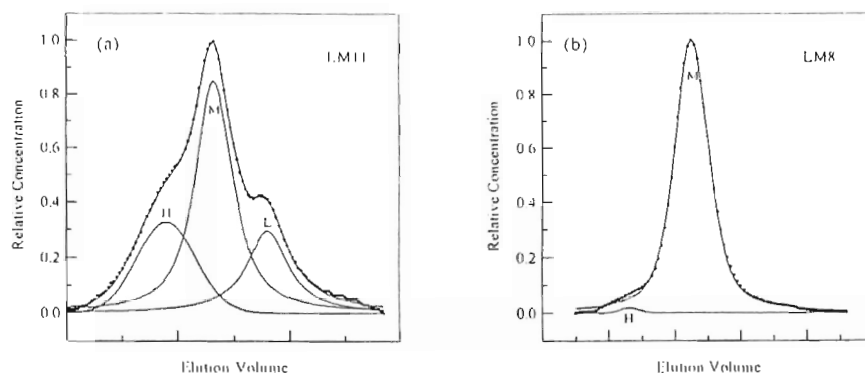 (a)
LM11
1.0
0.8
0.6
0.4
0.2
0.0
M
H
L
Relative Concentration
Elution Volume
(b)
LM8
1.0
0.8
0.6
0.4
0.2
0.0
M
H
Relative Concentration
Elution Volume